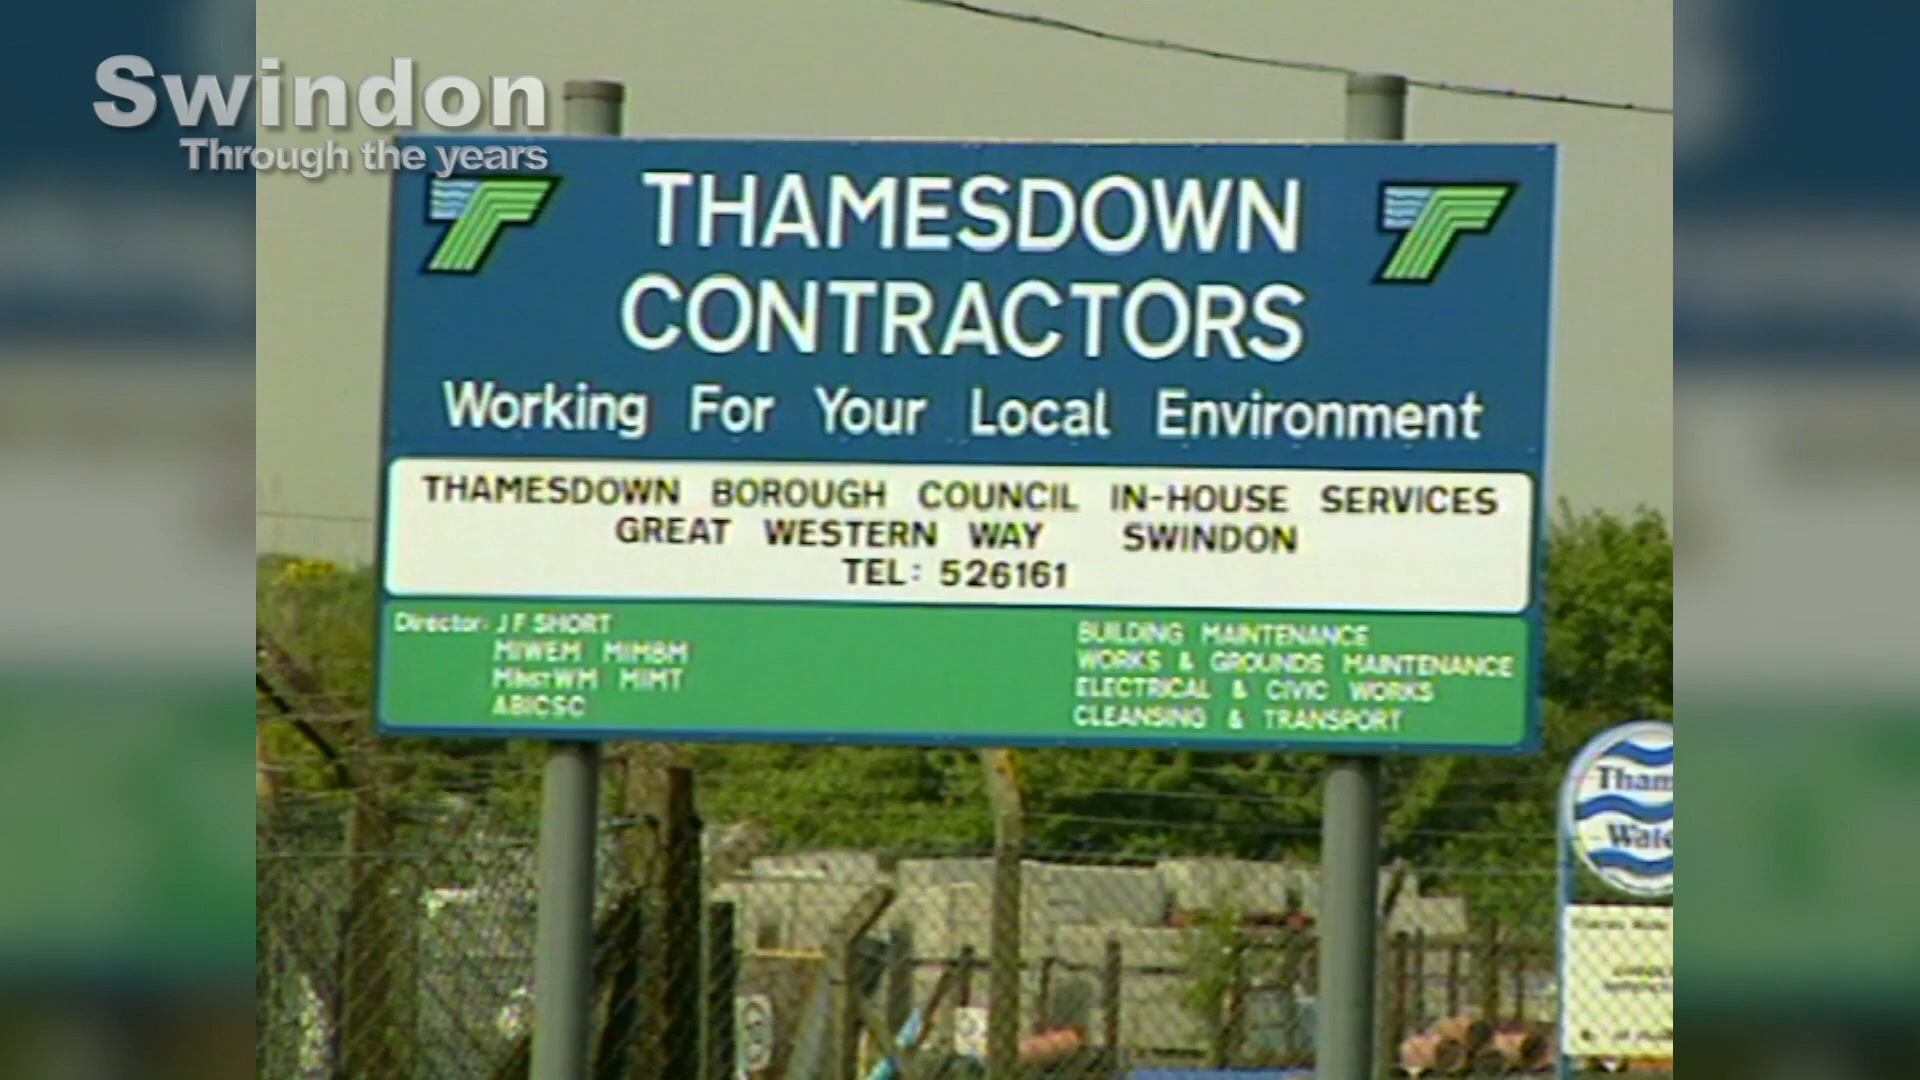 Swindon
Through the years
THAMESDOWN
CONTRACTORS
Working For Your Local Environment
THAMESDOWN BOROUGH COUNCIL IN-HOUSE SERVICES
GREAT WESTERN WAY SWINDON
TEL: 526161
Director: J F SHORT
MIWEM MIMBM
MInstWM MIMT
ABICSC
BUILDING MAINTENANCE
WORKS & GROUNDS MAINTENANCE
ELECTRICAL & CIVIC WORKS
CLEANSING & TRANSPORT
Tham
Wate